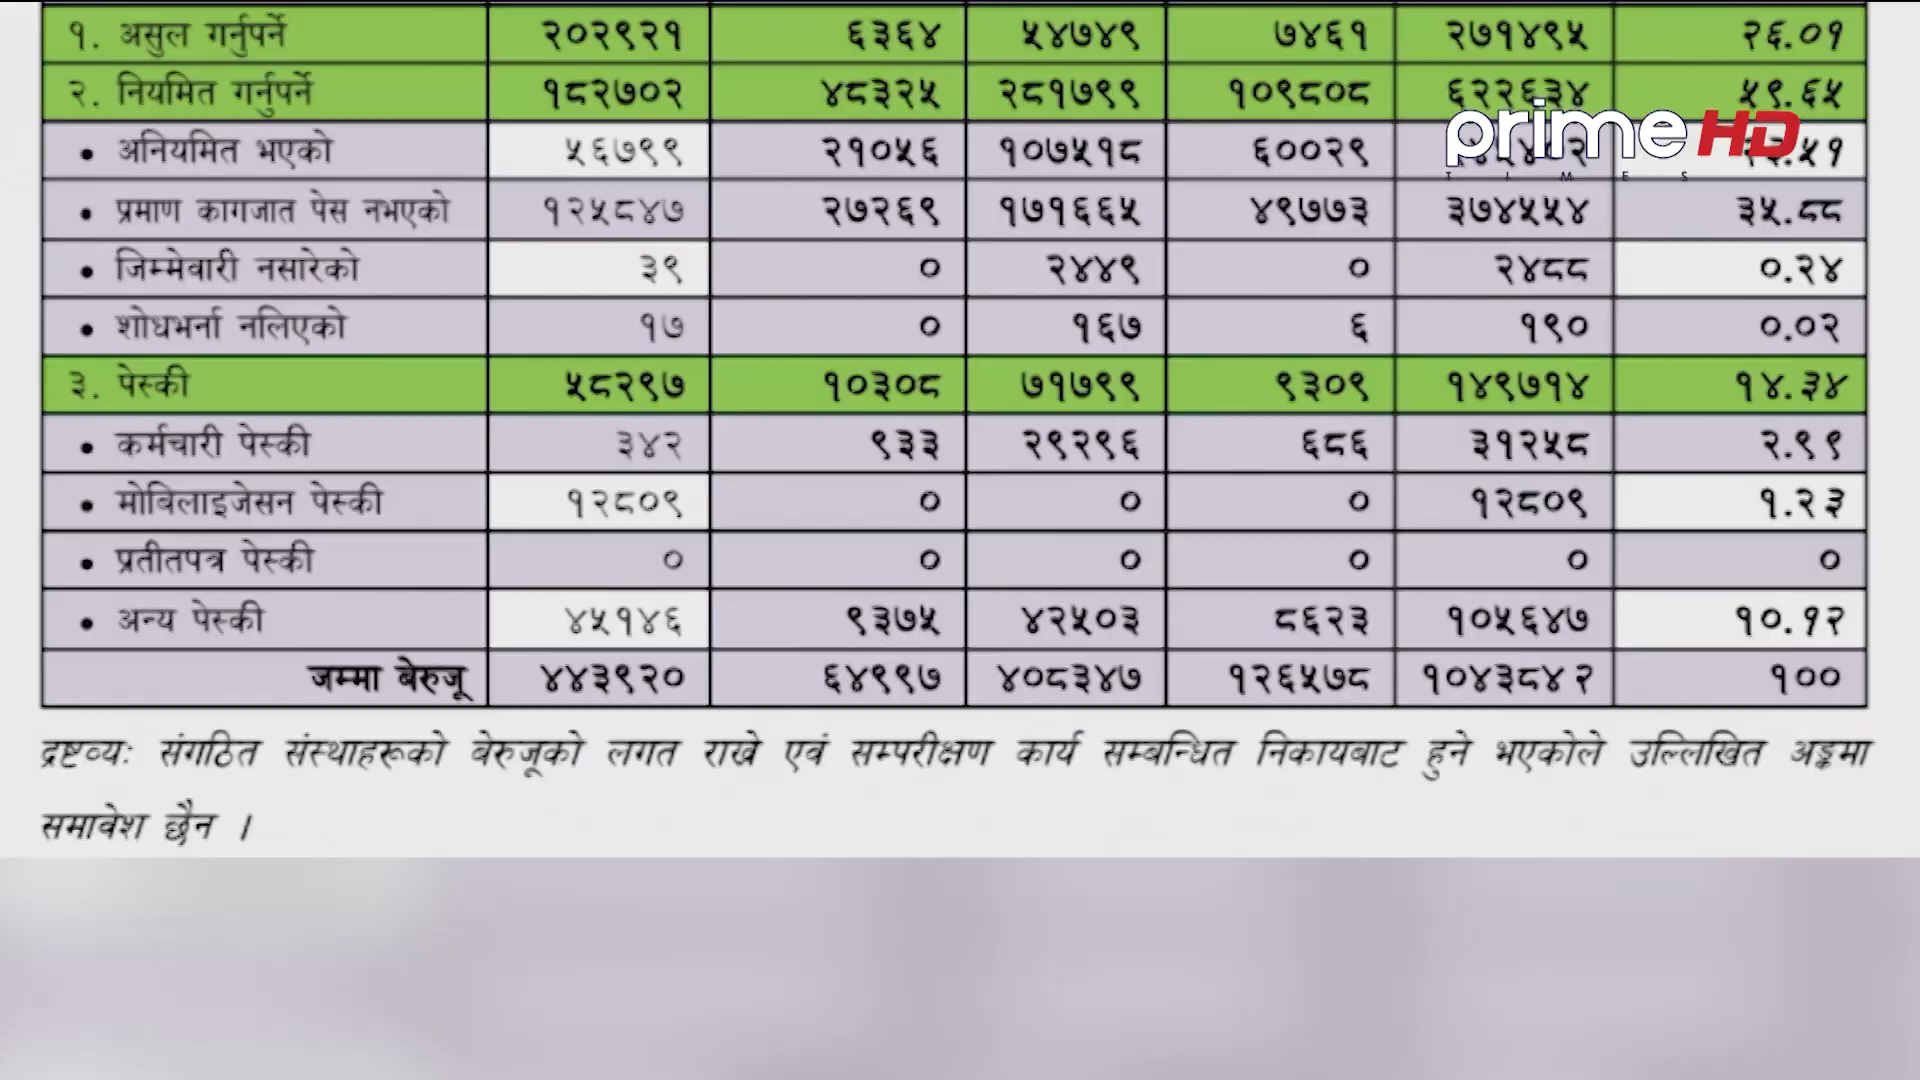 १. असुल गर्नुपर्ने २०२९२१ ६३६४ ५४७४९ ७४६१ २७१४९५ २६.०१
२. नियमित गर्नुपर्ने १८२७०२ ४८३२५ २८१७९९ १०९८०८ ६२२६३४ ५९.६५
• अनियमित भएको ५६७९९ २१०५६ १०७५१८ ६००२९
prime HD
TIMES
• प्रमाण कागजात पेस नभएको १२५८४७ २७२६९ १७१६६५ ४९७७३ ३७४५५४ ३५.८८
• जिम्मेवारी नसारेको ३९ ० २४४९ ० २४८८ ०.२४
• शोधभर्ना नलिएको १७ ० १६७ ६ १९० ०.०२
३. पेस्की ५८२९७ १०३०८ ७१७९९ ९३०९ १४९७१४ १४.३४
• कर्मचारी पेस्की ३४२ ९३३ २९२९६ ६८६ ३१२५८ २.९९
• मोबिलाइजेसन पेस्की १२८०९ ० ० ० १२८०९ १.२३
• प्रतीतपत्र पेस्की ० ० ० ० ० ०
• अन्य पेस्की ४५१४६ ९३७५ ४२५०३ ८६२३ १०५६४७ १०.१२
जम्मा बेरुजू ४४३९२० ६४९९७ ४०८३४७ १२६५७८ १०४३८४२ १००
द्रष्टव्यः संगठित संस्थाहरूको बेरुजूको लगत राखे एवं सम्परीक्षण कार्य सम्बन्धित निकायबाट हुने भएकोले उल्लिखित अङ्कमा
समावेश छैन ।